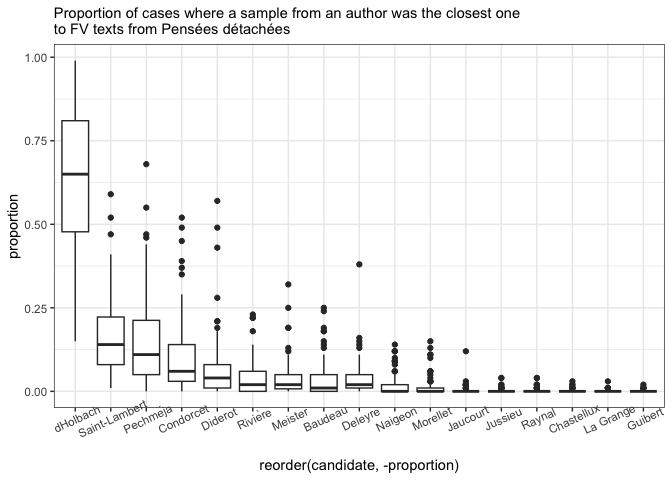 Proportion of cases where a sample from an author was the closest one
to FV texts from Pensées détachées
proportion
1.00
0.75
0.50
0.25
0.00
dHolbach
Saint-Lambert
Pechmeja
Condorcet
Diderot
Riviere
Meister
Baudeau
Deleyre
Naigeon
Morellet
Jaucourt
Jussieu
Raynal
Chastellux
La Grange
Guibert
reorder(candidate, -proportion)